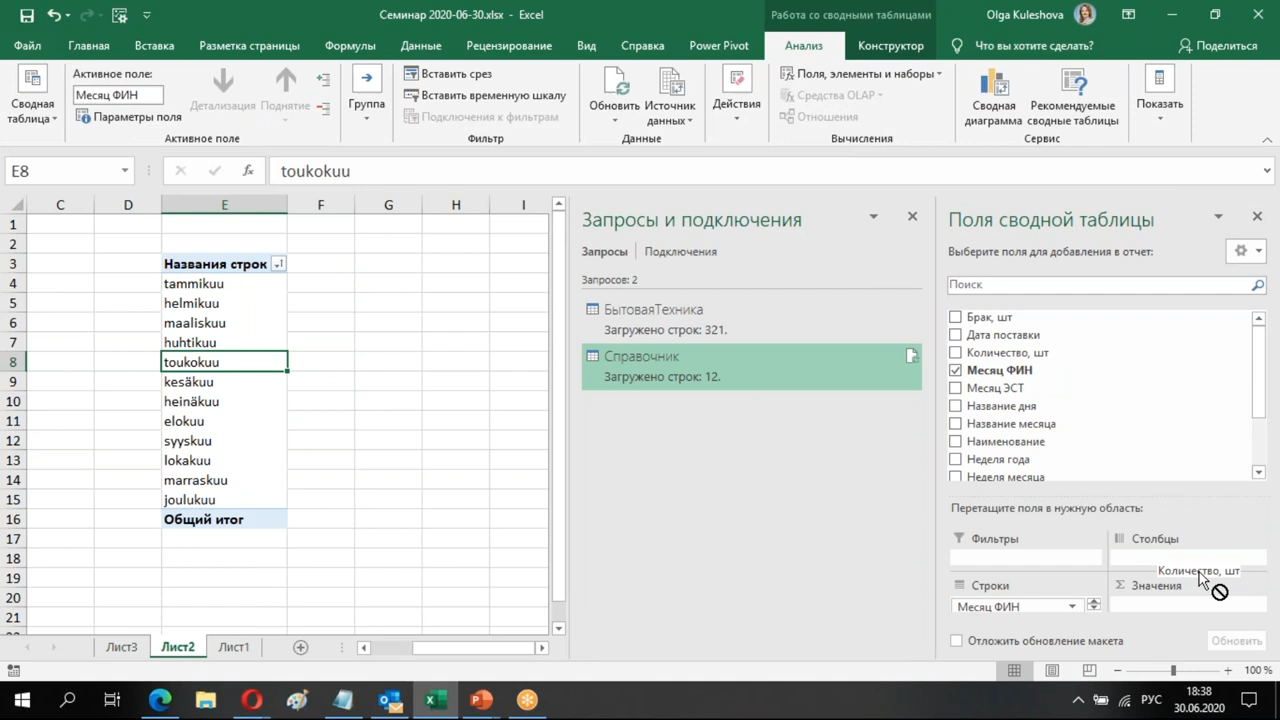 Семинар 2020-06-30.xlsx - Excel
Работа со сводными таблицами
Olga Kuleshova
Файл Главная Вставка Разметка страницы Формулы Данные Рецензирование Вид Справка Power Pivot Анализ Конструктор Что вы хотите сделать? Поделиться
Сводная таблица
Активное поле:
Месяц ФИН
Параметры поля
Детализация
Поднятие
Активное поле
Группа
Вставить срез
Вставить временную шкалу
Подключения к фильтрам
Фильтр
Обновить
Источник данных
Данные
Действия
Поля, элементы и наборы
Средства OLAP
Отношения
Вычисления
Сводная диаграмма
Рекомендуемые сводные таблицы
Сервис
Показать
E8
fx
toukokuu
C D E F G H I
1
2
3 Названия строк
4 tammikuu
5 helmikuu
6 maaliskuu
7 huhtikuu
8 toukokuu
9 kesäkuu
10 heinäkuu
11 elokuu
12 syyskuu
13 lokakuu
14 marraskuu
15 joulukuu
16 Общий итог
17
18
19
20
21
Лист3 Лист2 Лист1
Запросы и подключения
Запросы | Подключения
Запросов: 2
БытоваяТехника
Загружено строк: 321.
Справочник
Загружено строк: 12.
Поля сводной таблицы
Выберите поля для добавления в отчет:
Поиск
Брак, шт
Дата поставки
Количество, шт
Месяц ФИН
Месяц ЭСТ
Название дня
Название месяца
Наименование
Неделя года
Неделя месяца
Перетащите поля в нужную область:
Фильтры
Столбцы
Количество, шт
Строки
Σ Значения
Месяц ФИН
Отложить обновление макета
Обновить
100 %
РУС
18:38
30.06.2020